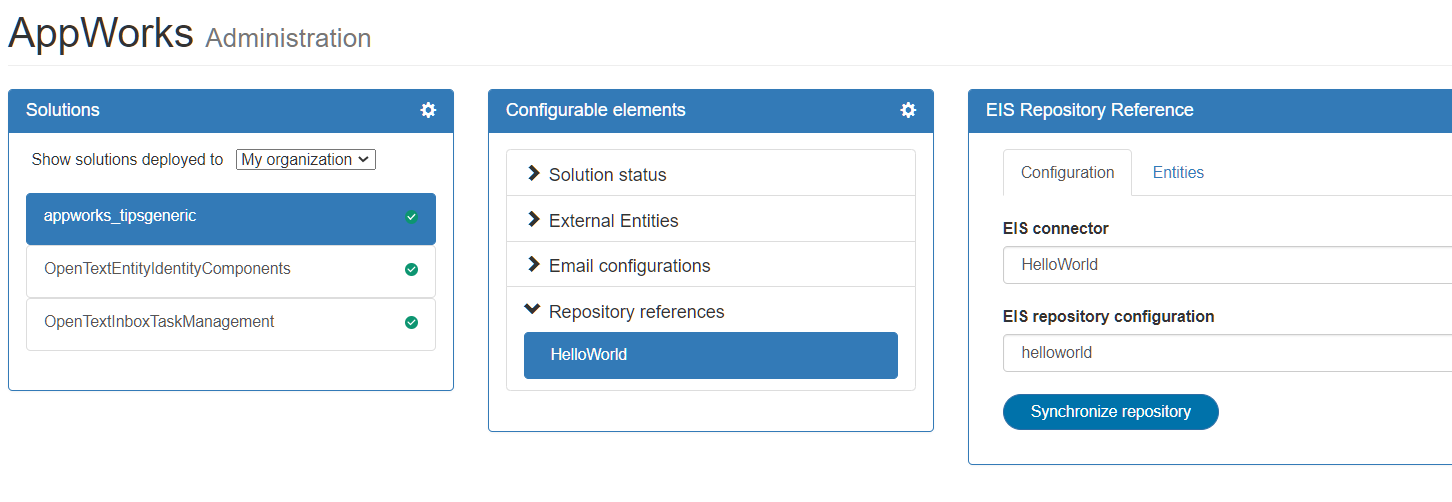 AppWorks Administration
Solutions
Show solutions deployed to My organization
appworks_tipsgeneric
OpenTextEntityIdentityComponents
OpenTextInboxTaskManagement
Configurable elements
Solution status
External Entities
Email configurations
Repository references
HelloWorld
EIS Repository Reference
Configuration Entities
EIS connector
HelloWorld
EIS repository configuration
helloworld
Synchronize repository